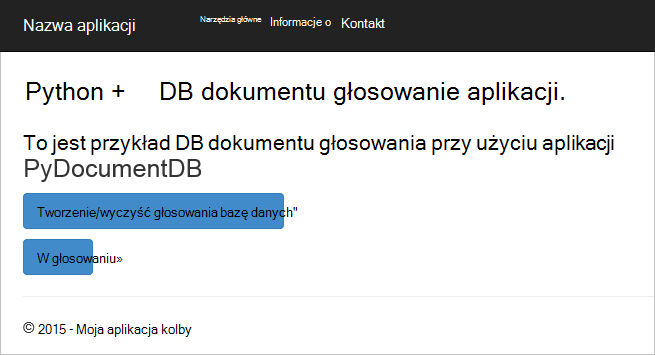 Nazwa aplikacji Narzędzia główne Informacje o Kontakt
Python + DB dokumentu głosowanie aplikacji.
To jest przykład DB dokumentu głosowania przy użyciu aplikacji
PyDocumentDB
Tworzenie/wyczyść głosowania bazę danych"
W głosowaniu»
© 2015 - Moja aplikacja kolby